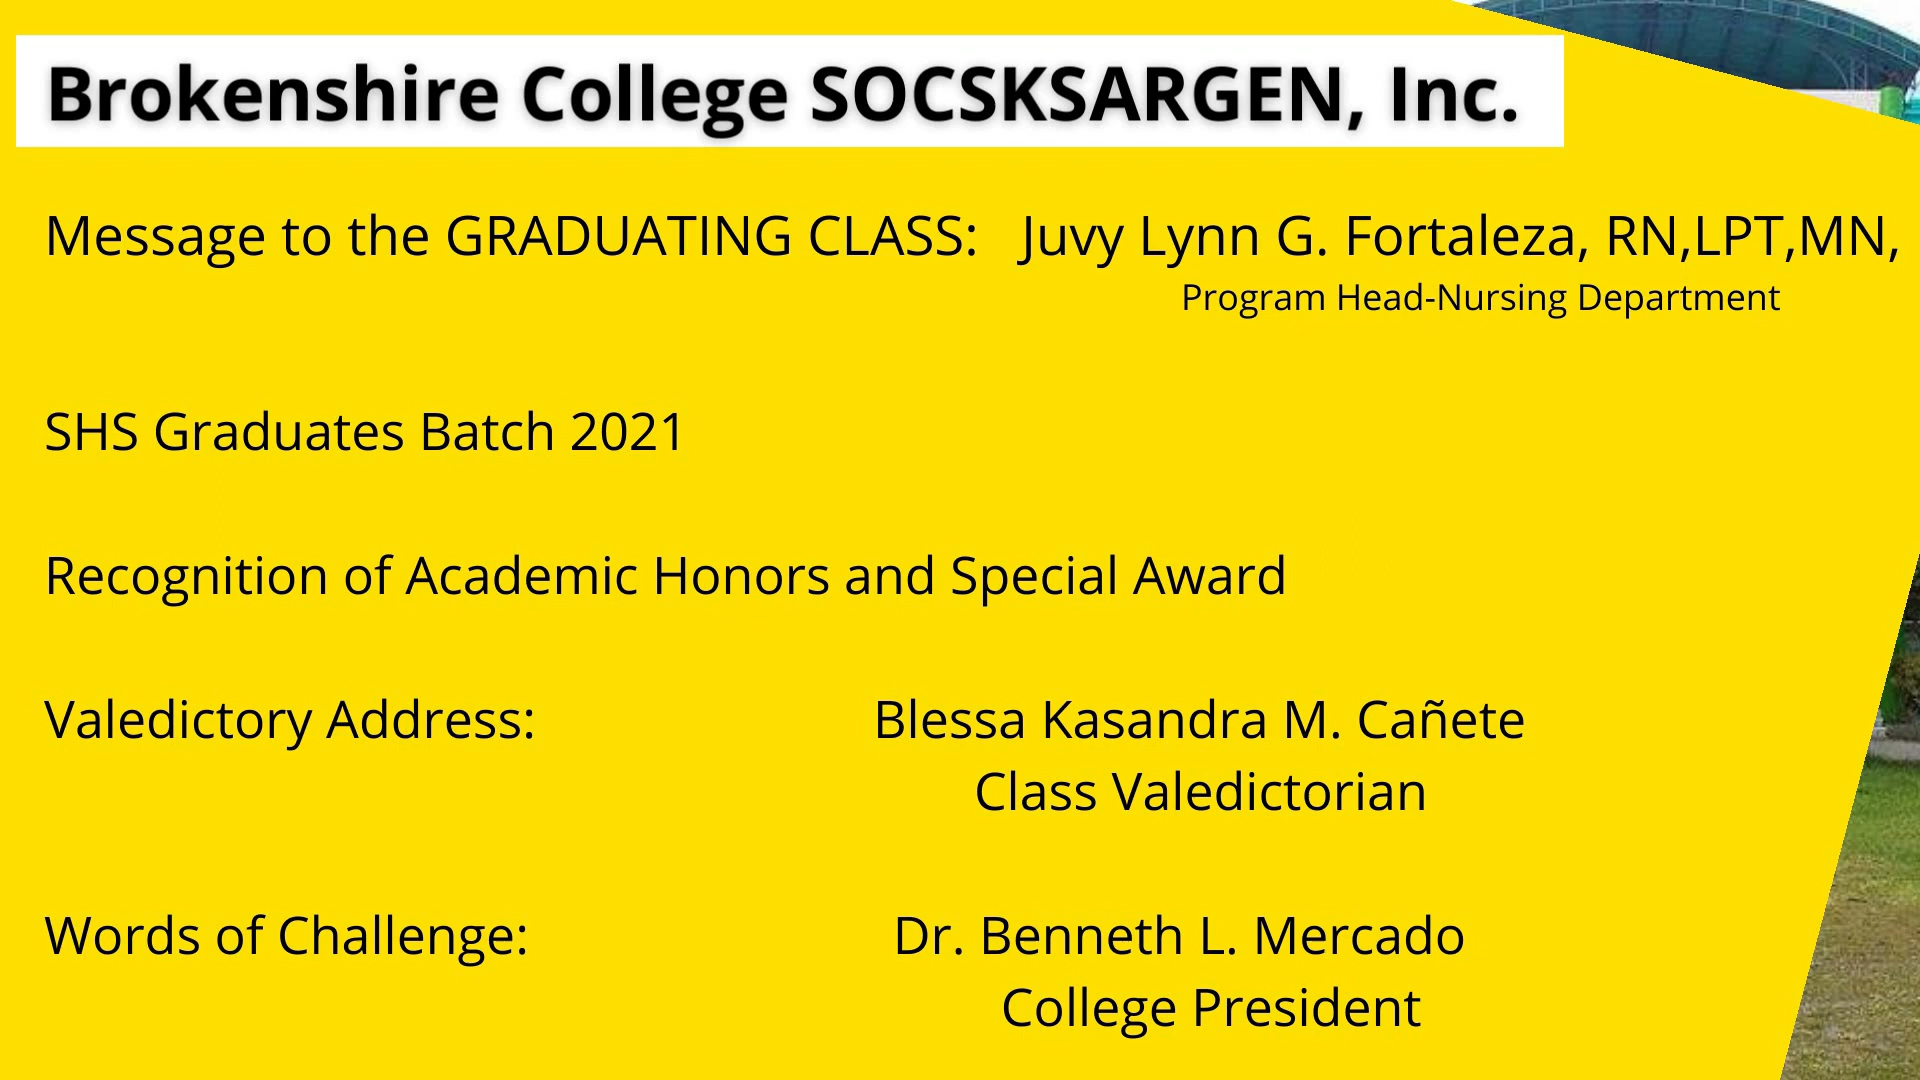 Brokenshire College SOCSKSARGEN, Inc.
Message to the GRADUATING CLASS: Juvy Lynn G. Fortaleza, RN,LPT,MN,
Program Head-Nursing Department
SHS Graduates Batch 2021
Recognition of Academic Honors and Special Award
Valedictory Address: Blessa Kasandra M. Cañete
Class Valedictorian
Words of Challenge: Dr. Benneth L. Mercado
College President